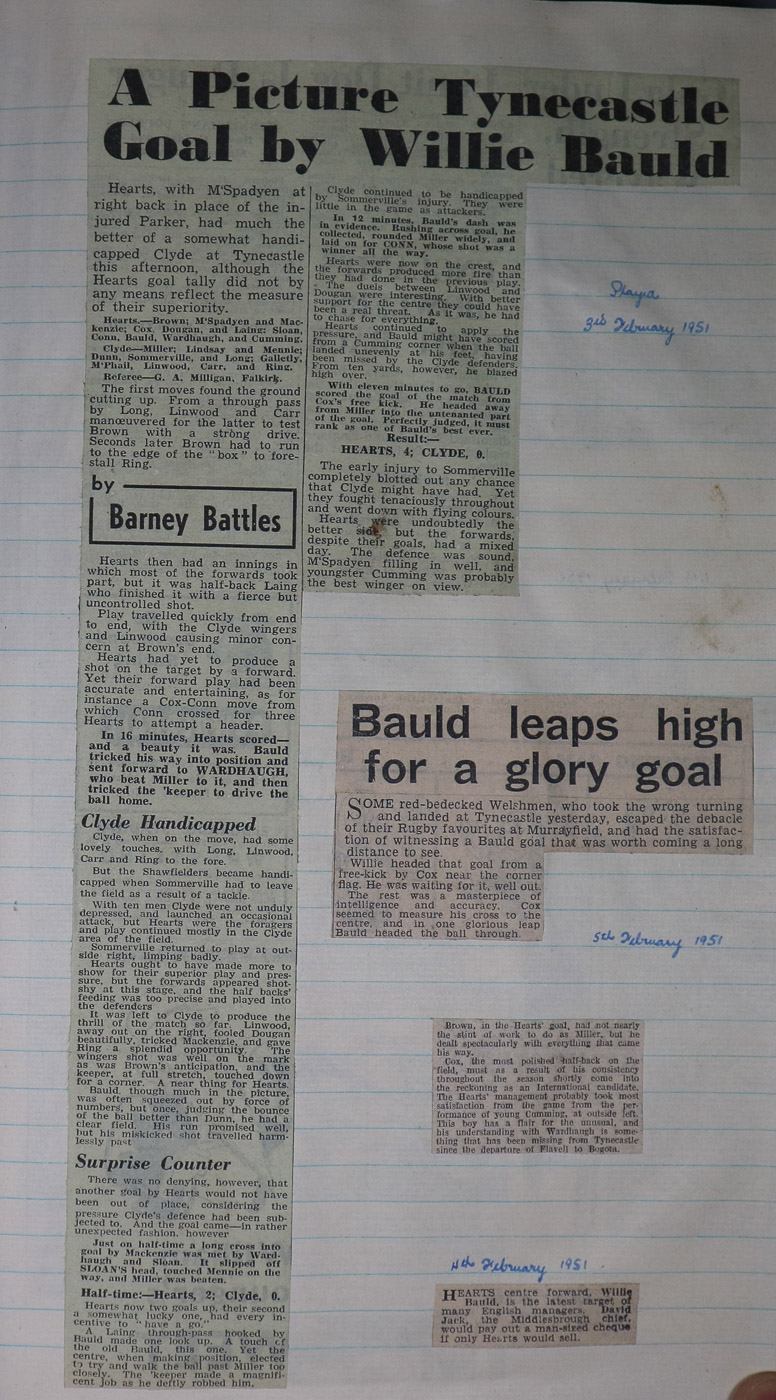 A Picture Tynecastle
Goal by Willie Bauld
Hearts, with M'Spadyen at
right back in place of the in-
jured Parker, had much the
better of a somewhat handi-
capped Clyde at Tynecastle
this afternoon, although the
Hearts goal tally did not by
any means reflect the measure
of their superiority.
Hearts.—Brown; M'Spadyen and Mac-
kenzie; Cox, Dougan, and Laing; Sloan,
Conn, Bauld, Wardhaugh, and Cumming.
Clyde—Miller; Lindsay and Mennie;
Dunn, Sommerville, and Long; Galletly,
M'Phail, Linwood, Carr, and Ring.
Referee—G. A. Milligan, Falkirk.
The first moves found the ground
cutting up. From a through pass
by Long, Linwood and Carr
manœuvered for the latter to test
Brown with a strong drive.
Seconds later Brown had to run
to the edge of the "box" to fore-
stall Ring.
by
Barney Battles
Hearts then had an innings in
which most of the forwards took
part, but it was half-back Laing
who finished it with a fierce but
uncontrolled shot.
Play travelled quickly from end
to end, with the Clyde wingers
and Linwood causing minor con-
cern at Brown's end.
Hearts had yet to produce a
shot on the target by a forward.
Yet their forward play had been
accurate and entertaining, as for
instance a Cox-Conn move from
which Conn crossed for three
Hearts to attempt a header.
In 16 minutes, Hearts scored—
and a beauty it was. Bauld
tricked his way into position and
sent forward to WARDHAUGH,
who beat Miller to it, and then
tricked the 'keeper to drive the
ball home.
Clyde Handicapped
Clyde, when on the move, had some
lovely touches, with Long, Linwood,
Carr and Ring to the fore.
But the Shawfielders became handi-
capped when Sommerville had to leave
the field as a result of a tackle.
With ten men Clyde were not unduly
depressed, and launched an occasional
attack, but Hearts were the foragers
and play continued mostly in the Clyde
area of the field.
Sommerville returned to play at out-
side right, limping badly.
Hearts ought to have made more to
show for their superior play and pres-
sure, but the forwards appeared shot-
shy at this stage, and the half backs'
feeding was too precise and played into
the defenders
It was left to Clyde to produce the
thrill of the match so far. Linwood,
away out on the right, fooled Dougan
beautifully, tricked Mackenzie, and gave
Ring a splendid opportunity. The
wingers shot was well on the mark
as was Brown's anticipation, and the
keeper, at full stretch, touched down
for a corner. A near thing for Hearts.
Bauld, though much in the picture,
was often squeezed out by force of
numbers, but once, judging the bounce
of the ball better than Dunn, he had a
clear field. His run promised well,
but his miskicked shot travelled harm-
lessly past
Surprise Counter
There was no denying, however, that
another goal by Hearts would not have
been out of place, considering the
pressure Clyde's defence had been sub-
jected to. And the goal came—in rather
unexpected fashion, however
Just on half-time a long cross into
goal by Mackenzie was met by Ward-
haugh and Sloan. It slipped off
SLOAN'S head, touched Mennie on the
way, and Miller was beaten.
Half-time:—Hearts, 2; Clyde, 0.
Hearts now two goals up, their second
a somewhat lucky one, had every in-
centive to "have a go."
A Laing through-pass hooked by
Bauld made one look up. A touch of
the old Bauld, this one. Yet the
centre, when making position, elected
to try and walk the ball past Miller too
closely. The 'keeper made a magnifi-
cent job as he deftly robbed him.
Clyde continued to be handicapped
by Sommerville's injury. They were
little in the game as attackers.
In 12 minutes, Bauld's dash was
in evidence. Rushing across goal, he
collected, rounded Miller widely, and
laid on for CONN, whose shot was a
winner all the way.
Hearts were now on the crest, and
the forwards produced more fire than
they had done in the previous play.
The duels between Linwood and
Dougan were interesting. With better
support for the centre they could have
been a real threat. As it was, he had
to chase for everything.
Hearts continued to apply the
pressure, and Bauld might have scored
from a Cumming corner when the ball
landed unevenly at his feet, having
been missed by the Clyde defenders.
From ten yards, however, he blazed
high over.
With eleven minutes to go, BAULD
scored the goal of the match from
Cox's free kick. He headed away
from Miller into the untenanted part
of the goal. Perfectly judged, it must
rank as one of Bauld's best ever.
Result:—
HEARTS, 4; CLYDE, 0.
The early injury to Sommerville
completely blotted out any chance
that Clyde might have had. Yet
they fought tenaciously throughout
and went down with flying colours.
Hearts were undoubtedly the
better side, but the forwards,
despite their goals, had a mixed
day. The defence was sound,
M'Spadyen filling in well, and
youngster Cumming was probably
the best winger on view.
3rd February 1951
Bauld leaps high
for a glory goal
SOME red-bedecked Welshmen, who took the wrong turning
and landed at Tynecastle yesterday, escaped the debacle
of their Rugby favourites at Murrayfield, and had the satisfac-
tion of witnessing a Bauld goal that was worth coming a long
distance to see.
Willie headed that goal from a
free-kick by Cox near the corner
flag. He was waiting for it, well out.
The rest was a masterpiece of
intelligence and accuracy. Cox
seemed to measure his cross to the
centre, and in one glorious leap
Bauld headed the ball through.
5th February 1951
Brown, in the Hearts' goal, had not nearly
the stint of work to do as Miller, but he
dealt spectacularly with everything that came
his way.
Cox, the most polished half-back on the
field, must as a result of his consistency
throughout the season shortly come into
the reckoning as an International candidate.
The Hearts' management probably took most
satisfaction from the game from the per-
formance of young Cumming, at outside left.
This boy has a flair for the unusual, and
his understanding with Wardhaugh is some-
thing that has been missing from Tynecastle
since the departure of Flavell to Bogota.
4th February 1951
HEARTS centre forward, Willie
Bauld, is the latest target of
many English managers. David
Jack, the Middlesbrough chief,
would pay out a man-sized cheque
if only Hearts would sell.